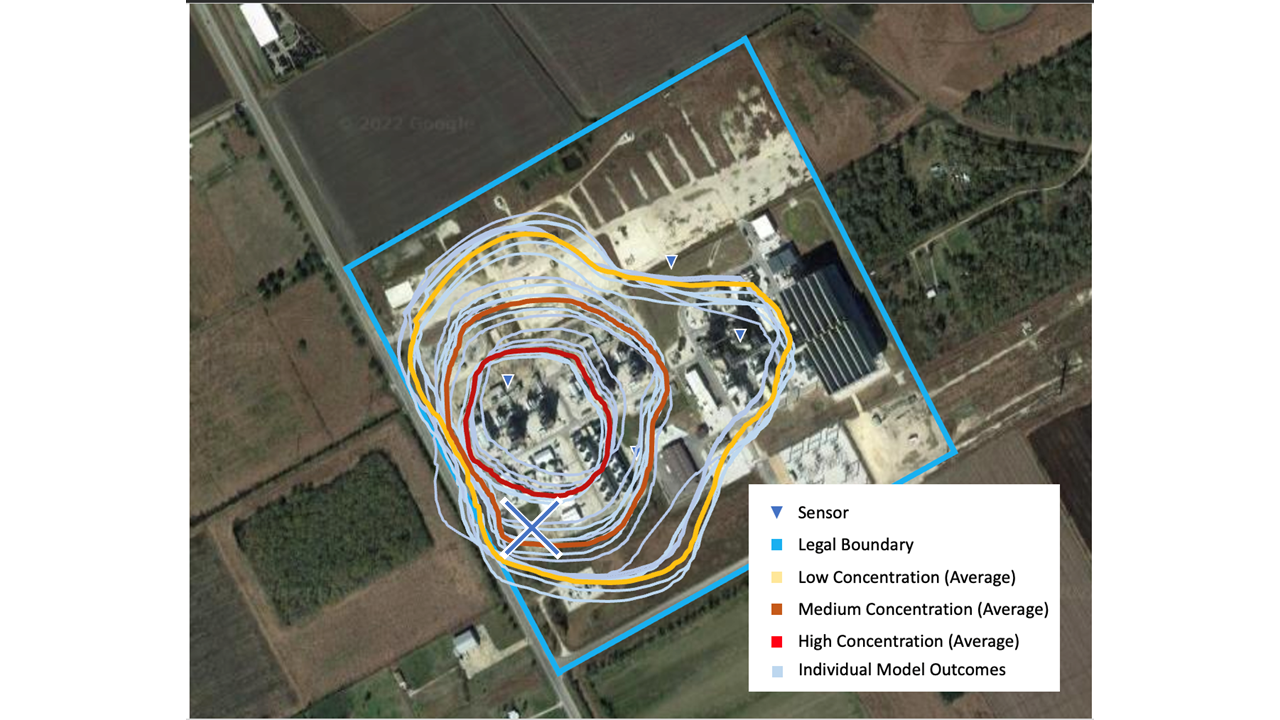 © 2022 Google
Sensor
Legal Boundary
Low Concentration (Average)
Medium Concentration (Average)
High Concentration (Average)
Individual Model Outcomes